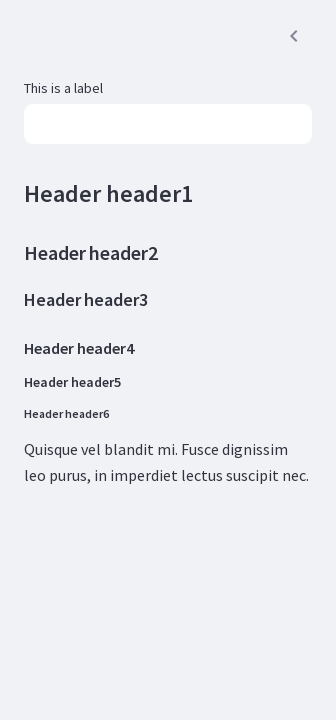 This is a label
Header header1
Header header2
Header header3
Header header4
Header header5
Header header6
Quisque vel blandit mi. Fusce dignissim
leo purus, in imperdiet lectus suscipit nec.